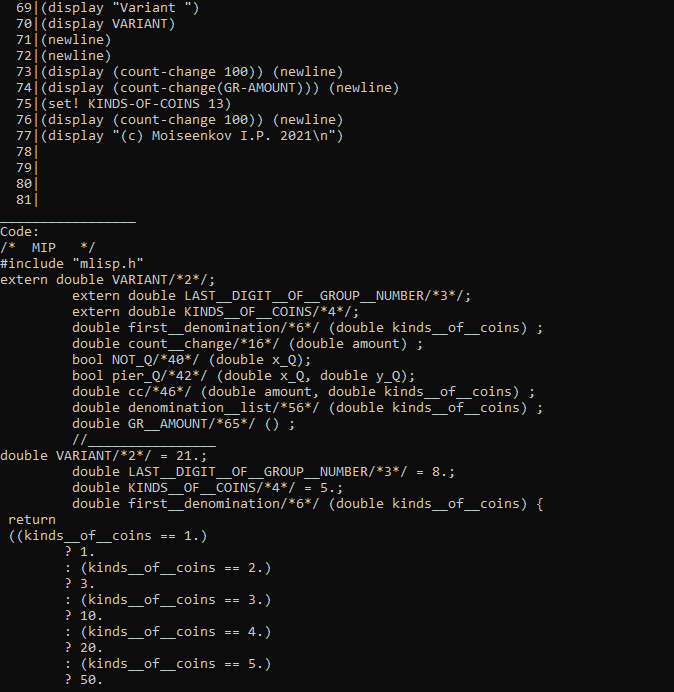 69|(display "Variant ")
70|(display VARIANT)
71|(newline)
72|(newline)
73|(display (count-change 100)) (newline)
74|(display (count-change(GR-AMOUNT))) (newline)
75|(set! KINDS-OF-COINS 13)
76|(display (count-change 100)) (newline)
77|(display "(c) Moiseenkov I.P. 2021\n")
78|
79|
80|
81|
_________________
Code:
/*  MIP   */
#include "mlisp.h"
extern double VARIANT/*2*/;
         extern double LAST__DIGIT__OF__GROUP__NUMBER/*3*/;
         extern double KINDS__OF__COINS/*4*/;
         double first__denomination/*6*/ (double kinds__of__coins) ;
         double count__change/*16*/ (double amount) ;
         bool NOT_Q/*40*/ (double x_Q);
         bool pier_Q/*42*/ (double x_Q, double y_Q);
         double cc/*46*/ (double amount, double kinds__of__coins) ;
         double denomination__list/*56*/ (double kinds__of__coins) ;
         double GR__AMOUNT/*65*/ () ;
         //________________
double VARIANT/*2*/ = 21.;
         double LAST__DIGIT__OF__GROUP__NUMBER/*3*/ = 8.;
         double KINDS__OF__COINS/*4*/ = 5.;
         double first__denomination/*6*/ (double kinds__of__coins) {
 return
 ((kinds__of__coins == 1.)
        ? 1.
        : (kinds__of__coins == 2.)
        ? 3.
        : (kinds__of__coins == 3.)
        ? 10.
        : (kinds__of__coins == 4.)
        ? 20.
        : (kinds__of__coins == 5.)
        ? 50.